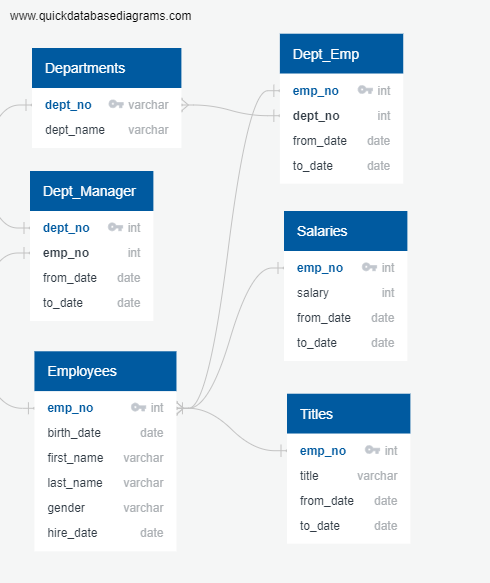 www.quickdatabasediagrams.com
Departments
dept_no varchar
dept_name varchar
Dept_Manager
dept_no int
emp_no int
from_date date
to_date date
Employees
emp_no int
birth_date date
first_name varchar
last_name varchar
gender varchar
hire_date date
Dept_Emp
emp_no int
dept_no int
from_date date
to_date date
Salaries
emp_no int
salary int
from_date date
to_date date
Titles
emp_no int
title varchar
from_date date
to_date date